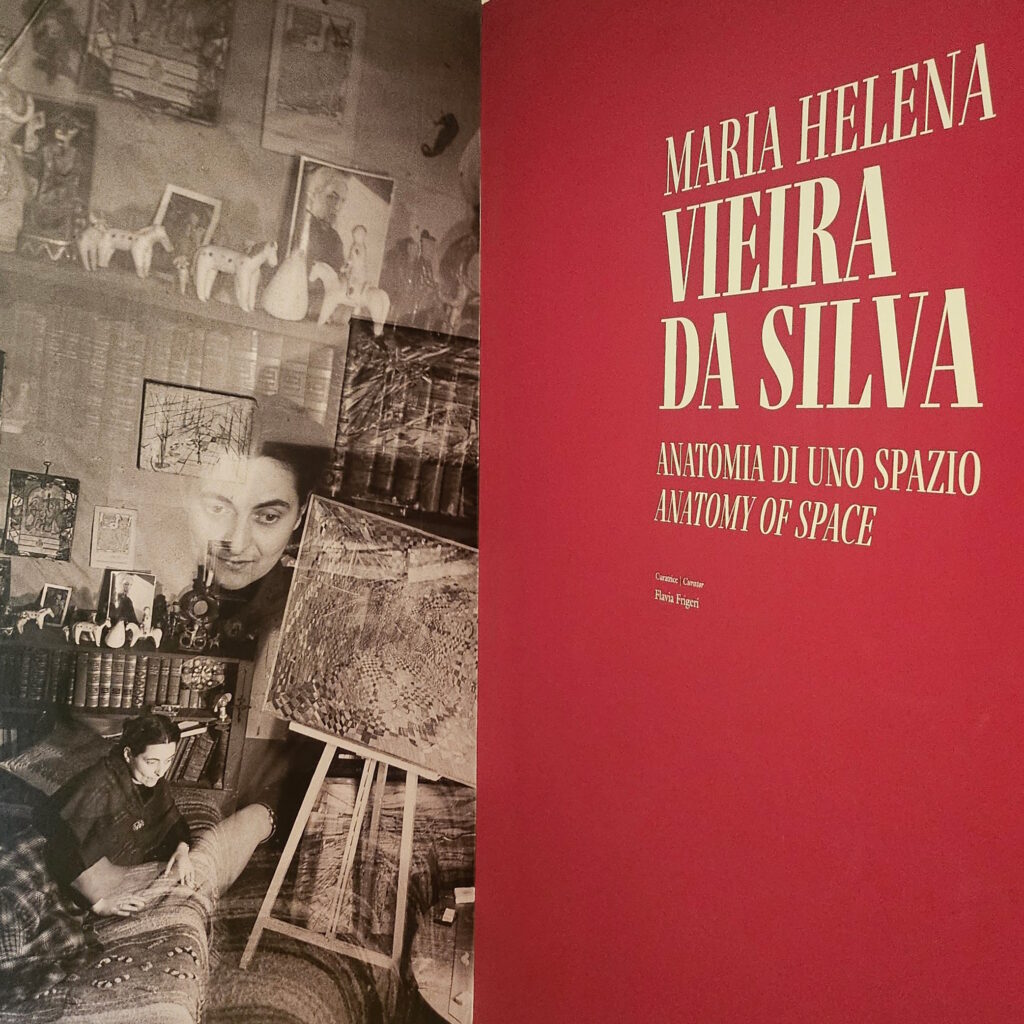 MARIA HELENA
VIEIRA
DA SILVA
ANATOMIA DI UNO SPAZIO
ANATOMY OF SPACE
Curatrice | Curator
Flavia Frigeri